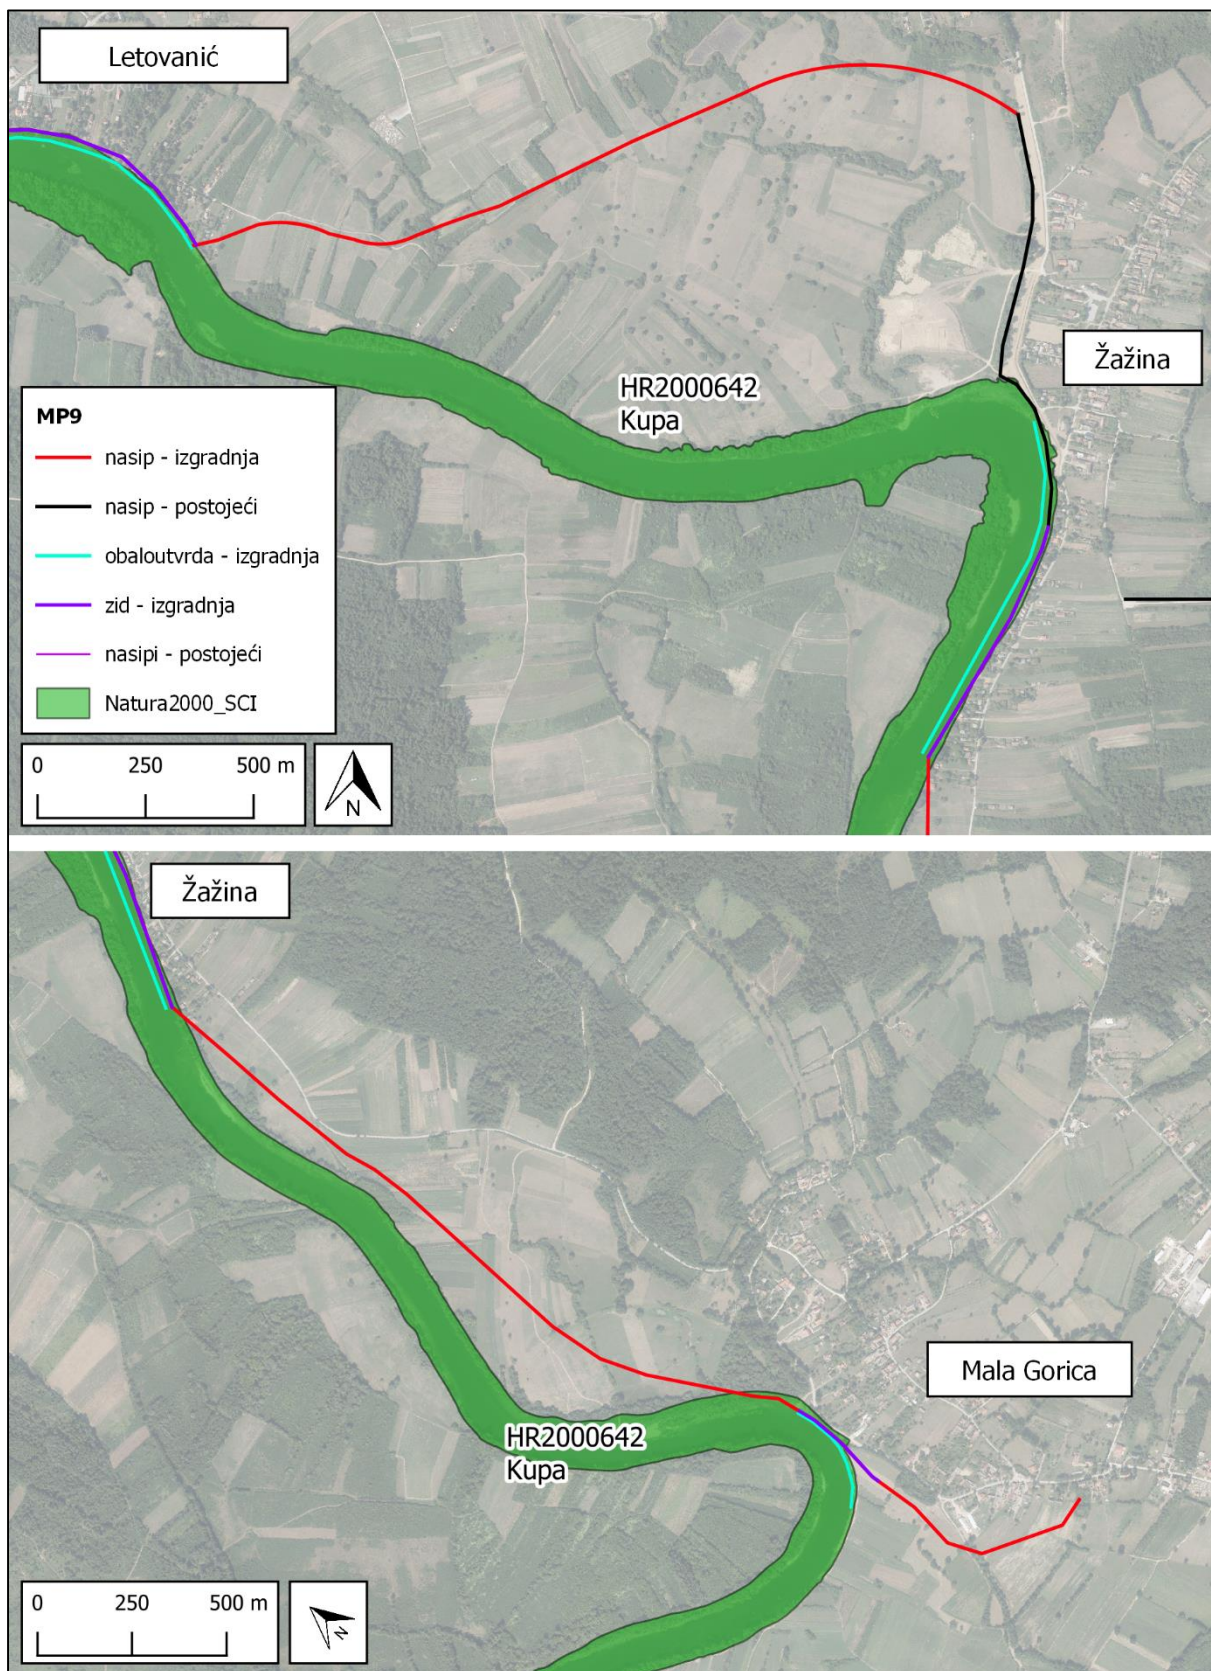 Letovanić
Žažina
HR2000642
Kupa
MP9
nasip - izgradnja
nasip - postojeći
obaloutvrda - izgradnja
zid - izgradnja
nasipi - postojeći
Natura2000_SCI
0 250 500 m
N
Žažina
Mala Gorica
HR2000642
Kupa
0 250 500 m
N